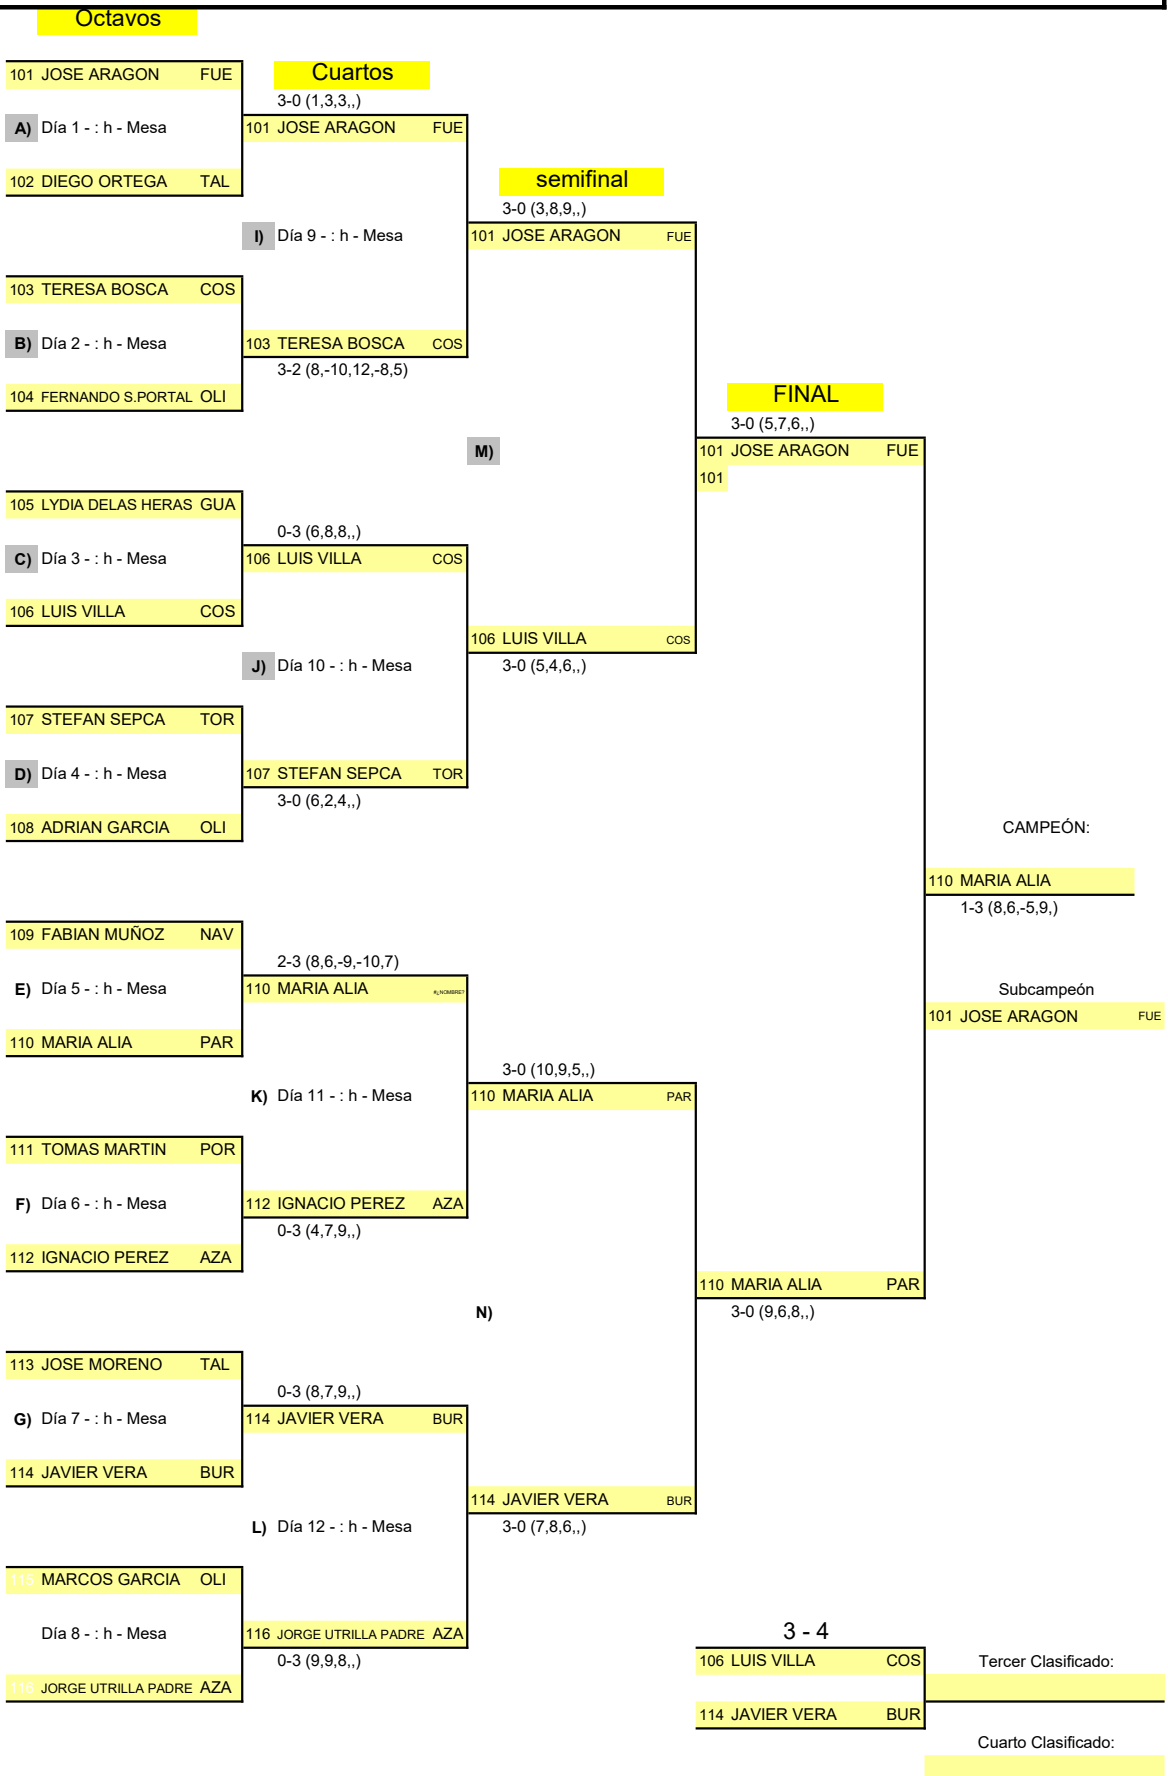 Octavos
101 JOSE ARAGON FUE
Cuartos
3-0 (1,3,3,,)
A) Día 1 - : h - Mesa
101 JOSE ARAGON FUE
102 DIEGO ORTEGA TAL
semifinal
3-0 (3,8,9,,)
I) Día 9 - : h - Mesa
101 JOSE ARAGON FUE
103 TERESA BOSCA COS
B) Día 2 - : h - Mesa
103 TERESA BOSCA COS
3-2 (8,-10,12,-8,5)
104 FERNANDO S.PORTAL OLI
FINAL
3-0 (5,7,6,,)
M)
101 JOSE ARAGON FUE
101
105 LYDIA DELAS HERAS GUA
0-3 (6,8,8,,)
C) Día 3 - : h - Mesa
106 LUIS VILLA COS
106 LUIS VILLA COS
106 LUIS VILLA COS
J) Día 10 - : h - Mesa
3-0 (5,4,6,,)
107 STEFAN SEPCA TOR
D) Día 4 - : h - Mesa
107 STEFAN SEPCA TOR
3-0 (6,2,4,,)
108 ADRIAN GARCIA OLI
CAMPEÓN:
110 MARIA ALIA
1-3 (8,6,-5,9,)
109 FABIAN MUÑOZ NAV
2-3 (8,6,-9,-10,7)
E) Día 5 - : h - Mesa
110 MARIA ALIA #¿NOMBRE?
Subcampeón
101 JOSE ARAGON FUE
110 MARIA ALIA PAR
3-0 (10,9,5,,)
K) Día 11 - : h - Mesa
110 MARIA ALIA PAR
111 TOMAS MARTIN POR
F) Día 6 - : h - Mesa
112 IGNACIO PEREZ AZA
0-3 (4,7,9,,)
112 IGNACIO PEREZ AZA
110 MARIA ALIA PAR
N)
3-0 (9,6,8,,)
113 JOSE MORENO TAL
0-3 (8,7,9,,)
G) Día 7 - : h - Mesa
114 JAVIER VERA BUR
114 JAVIER VERA BUR
114 JAVIER VERA BUR
L) Día 12 - : h - Mesa
3-0 (7,8,6,,)
115 MARCOS GARCIA OLI
Día 8 - : h - Mesa
116 JORGE UTRILLA PADRE AZA
0-3 (9,9,8,,)
116 JORGE UTRILLA PADRE AZA
3 - 4
106 LUIS VILLA COS
Tercer Clasificado:
114 JAVIER VERA BUR
Cuarto Clasificado: